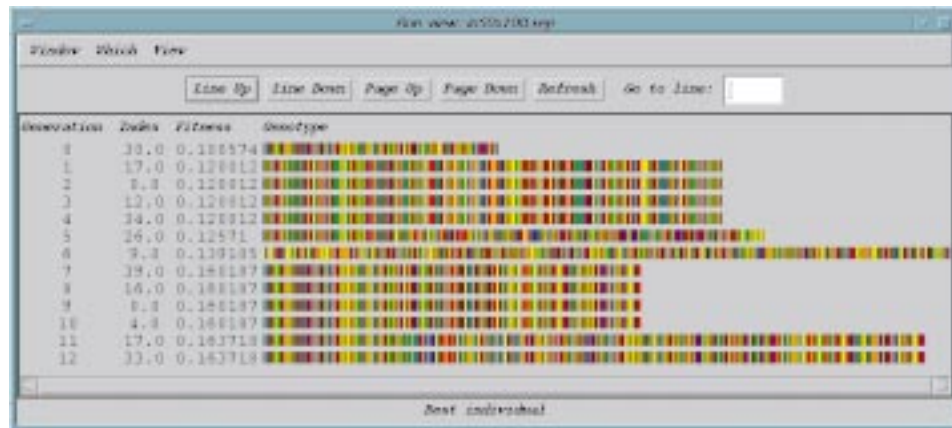 Run view:
Window Which View
Line Up Line Down Page Up Page Down Refresh Go to line:
Generation Index Fitness Genotype
0 30.0
1 17.0 0.120012
2 0.0 0.120012
3 12.0 0.120012
4 34.0 0.120012
5 26.0 0.12571
6 9.0
7 39.0 0.160187
8 16.0 0.160187
9 0.0 0.160187
10 4.0 0.160187
11 17.0 0.163718
12 33.0 0.163718
Best individual